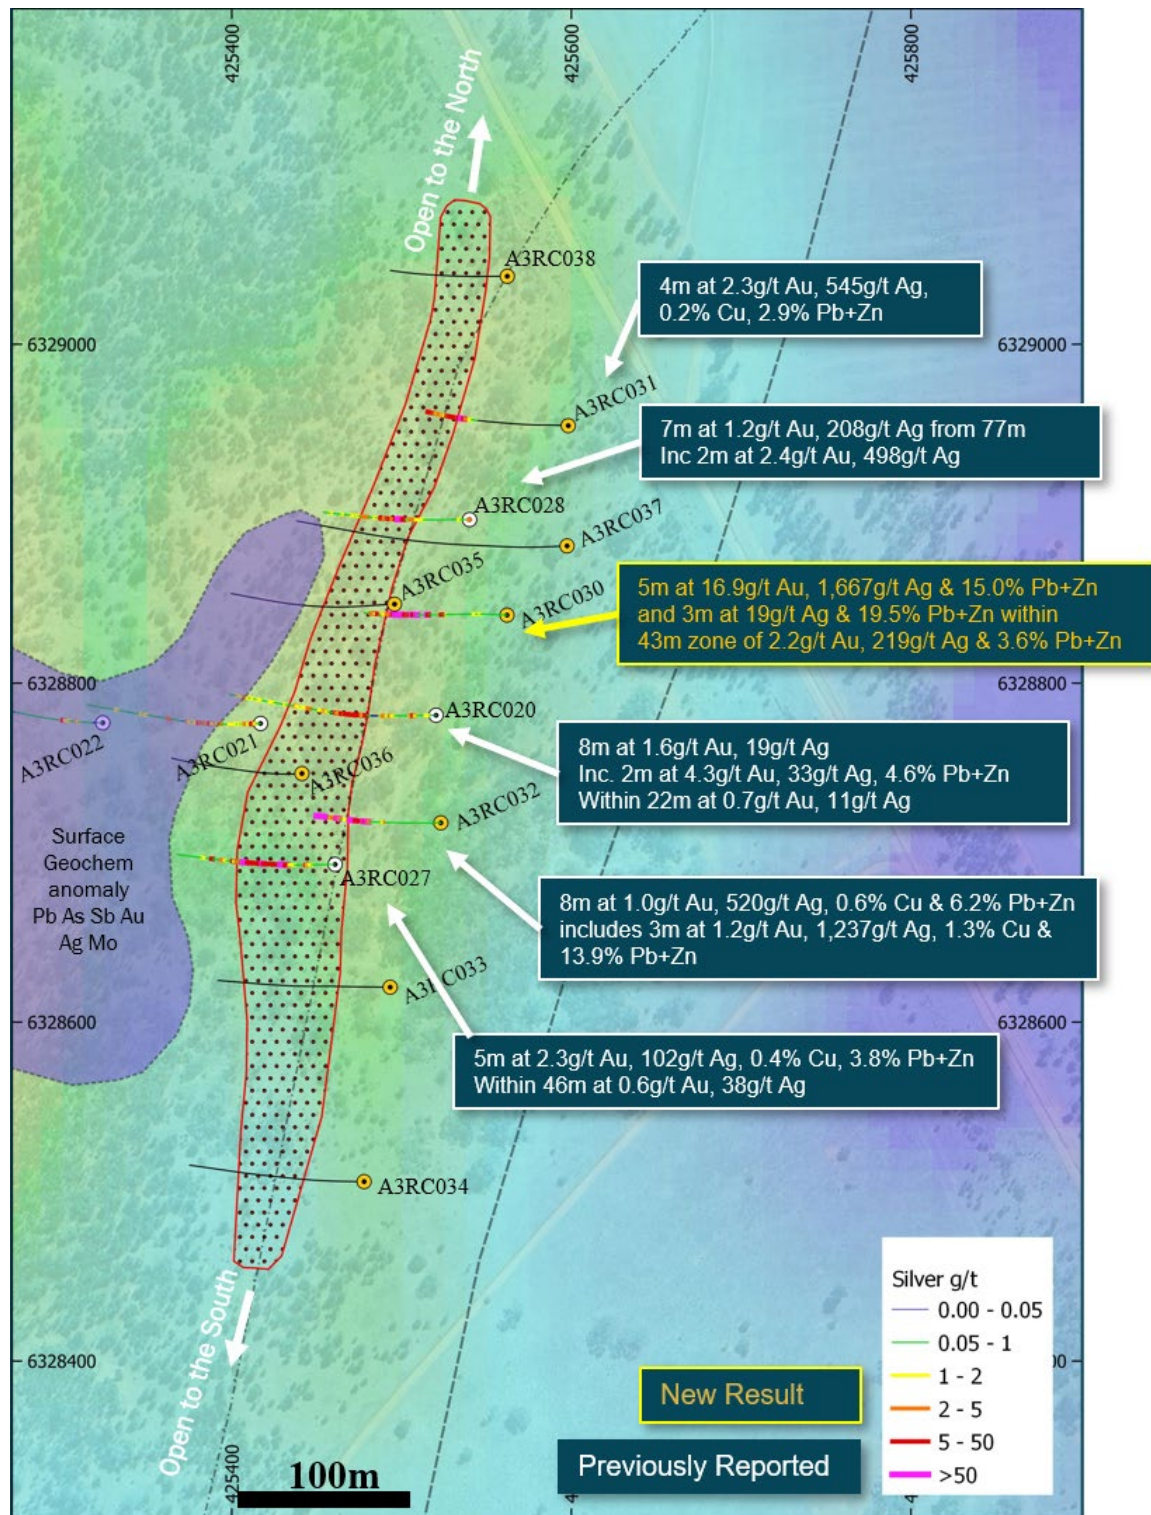 425400
425600
425800
Open to the North
A3RC038
4m at 2.3g/t Au, 545g/t Ag,
0.2% Cu, 2.9% Pb+Zn
6329000
6329000
A3RC031
7m at 1.2g/t Au, 208g/t Ag from 77m
Inc 2m at 2.4g/t Au, 498g/t Ag
A3RC028
A3RC037
A3RC035
A3RC030
5m at 16.9g/t Au, 1,667g/t Ag & 15.0% Pb+Zn
and 3m at 19g/t Ag & 19.5% Pb+Zn within
43m zone of 2.2g/t Au, 219g/t Ag & 3.6% Pb+Zn
6328800
6328800
A3RC020
A3RC022
A3RC021
A3RC036
8m at 1.6g/t Au, 19g/t Ag
Inc. 2m at 4.3g/t Au, 33g/t Ag, 4.6% Pb+Zn
Within 22m at 0.7g/t Au, 11g/t Ag
A3RC032
Surface
Geochem
anomaly
Pb As Sb Au
Ag Mo
A3RC027
8m at 1.0g/t Au, 520g/t Ag, 0.6% Cu & 6.2% Pb+Zn
includes 3m at 1.2g/t Au, 1,237g/t Ag, 1.3% Cu &
13.9% Pb+Zn
A3RC033
6328600
6328600
5m at 2.3g/t Au, 102g/t Ag, 0.4% Cu, 3.8% Pb+Zn
Within 46m at 0.6g/t Au, 38g/t Ag
A3RC034
Open to the South
6328400
Silver g/t
0.00 - 0.05
0.05 - 1
1 - 2
2 - 5
5 - 50
>50
New Result
Previously Reported
425400
100m